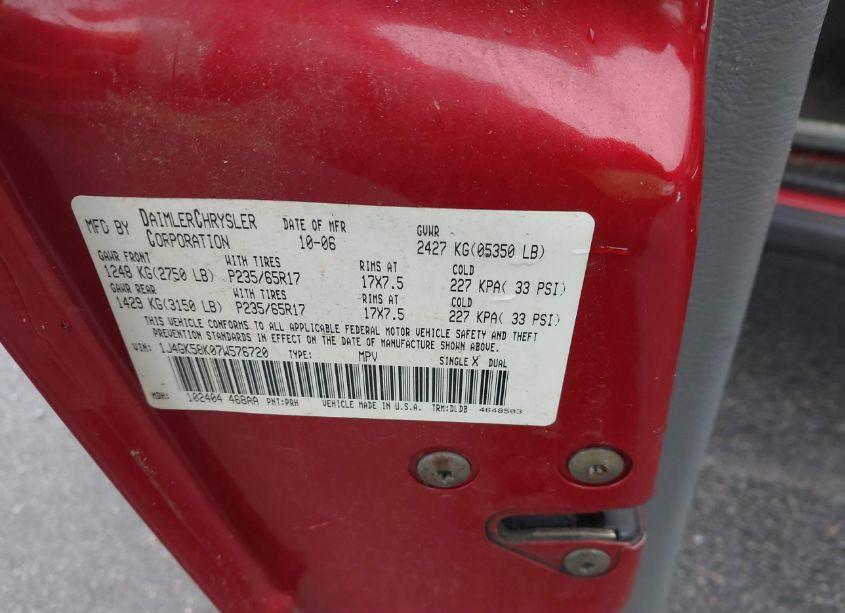 MFD BY DAIMLERCHRYSLER CORPORATION DATE OF MFR 10-06 GVWR 2427 KG(05350 LB)
GAWR FRONT WITH TIRES RIMS AT COLD
1248 KG(2750 LB) P235/65R17 17X7.5 227 KPA( 33 PSI)
GAWR REAR WITH TIRES RIMS AT COLD
1429 KG(3150 LB) P235/65R17 17X7.5 227 KPA( 33 PSI)
THIS VEHICLE CONFORMS TO ALL APPLICABLE FEDERAL MOTOR VEHICLE SAFETY AND THEFT
PREVENTION STANDARDS IN EFFECT ON THE DATE OF MANUFACTURE SHOWN ABOVE.
VIN: 1J4GK58K07W576720 TYPE: MPV SINGLE X DUAL
MDH: 102404 468AA PNT:PRH VEHICLE MADE IN U.S.A. TRM:DLDB 4648503